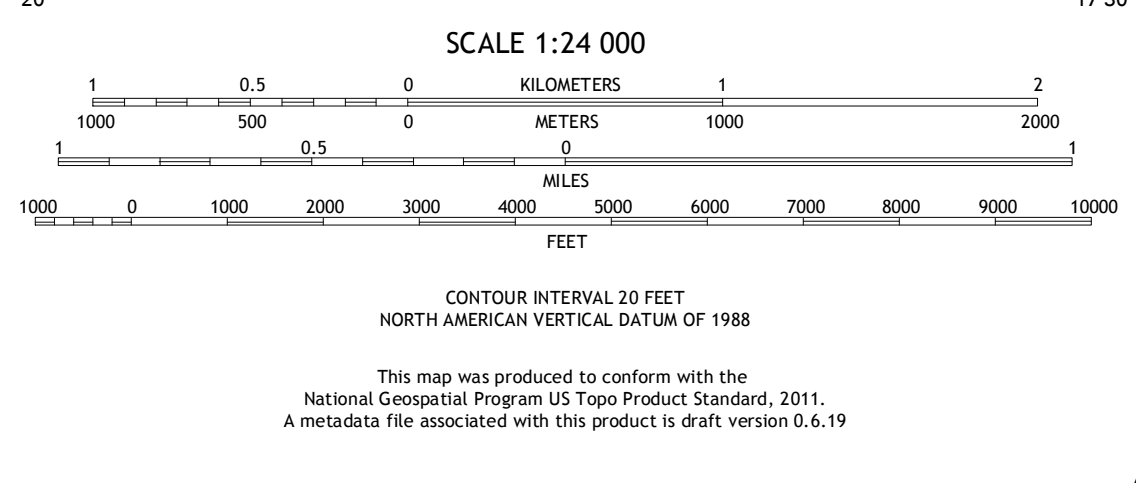 20
17'30
SCALE 1:24 000
1 0.5 0 KILOMETERS 1 2
1000 500 0 METERS 1000 2000
1 0.5 0 1
MILES
1000 0 1000 2000 3000 4000 5000 6000 7000 8000 9000 10000
FEET
CONTOUR INTERVAL 20 FEET
NORTH AMERICAN VERTICAL DATUM OF 1988
This map was produced to conform with the
National Geospatial Program US Topo Product Standard, 2011.
A metadata file associated with this product is draft version 0.6.19